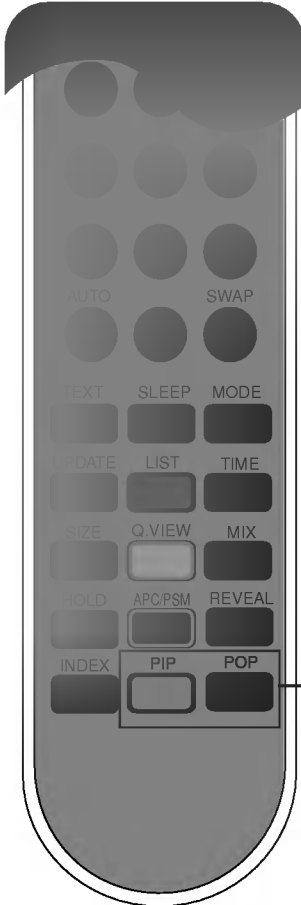 AUTO SWAP
TEXT SLEEP MODE
UPDATE LIST TIME
SIZE Q.VIEW MIX
HOLD APC/PSM REVEAL
INDEX PIP POP